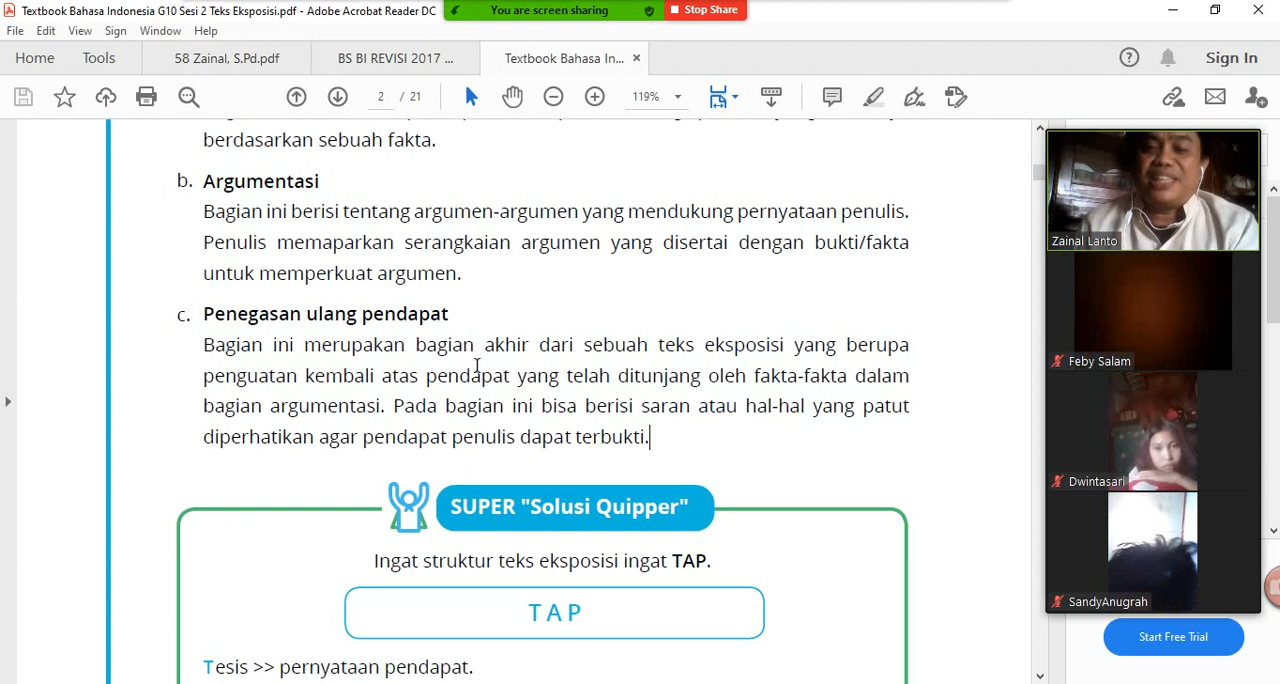 Textbook Bahasa Indonesia G10 Sesi 2 Teks Eksposisi.pdf - Adobe Acrobat Reader DC
You are screen sharing
Stop Share
File Edit View Sign Window Help
Home Tools
58 Zainal, S.Pd.pdf
BS BI REVISI 2017 ...
Textbook Bahasa In... ×
Sign In
2 / 21
119%
berdasarkan sebuah fakta.
b. Argumentasi
Bagian ini berisi tentang argumen-argumen yang mendukung pernyataan penulis.
Penulis memaparkan serangkaian argumen yang disertai dengan bukti/fakta
untuk memperkuat argumen.
c. Penegasan ulang pendapat
Bagian ini merupakan bagian akhir dari sebuah teks eksposisi yang berupa
penguatan kembali atas pendapat yang telah ditunjang oleh fakta-fakta dalam
bagian argumentasi. Pada bagian ini bisa berisi saran atau hal-hal yang patut
diperhatikan agar pendapat penulis dapat terbukti.
SUPER "Solusi Quipper"
Ingat struktur teks eksposisi ingat TAP.
TAP
Tesis >> pernyataan pendapat.
Zainal Lanto
Feby Salam
Dwintasari
SandyAnugrah
Start Free Trial